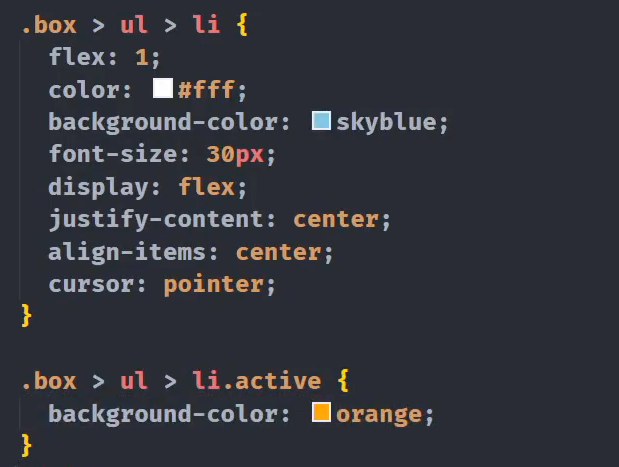 .box > ul > li {
  flex: 1;
  color: #fff;
  background-color: skyblue;
  font-size: 30px;
  display: flex;
  justify-content: center;
  align-items: center;
  cursor: pointer;
}

.box > ul > li.active {
  background-color: orange;
}